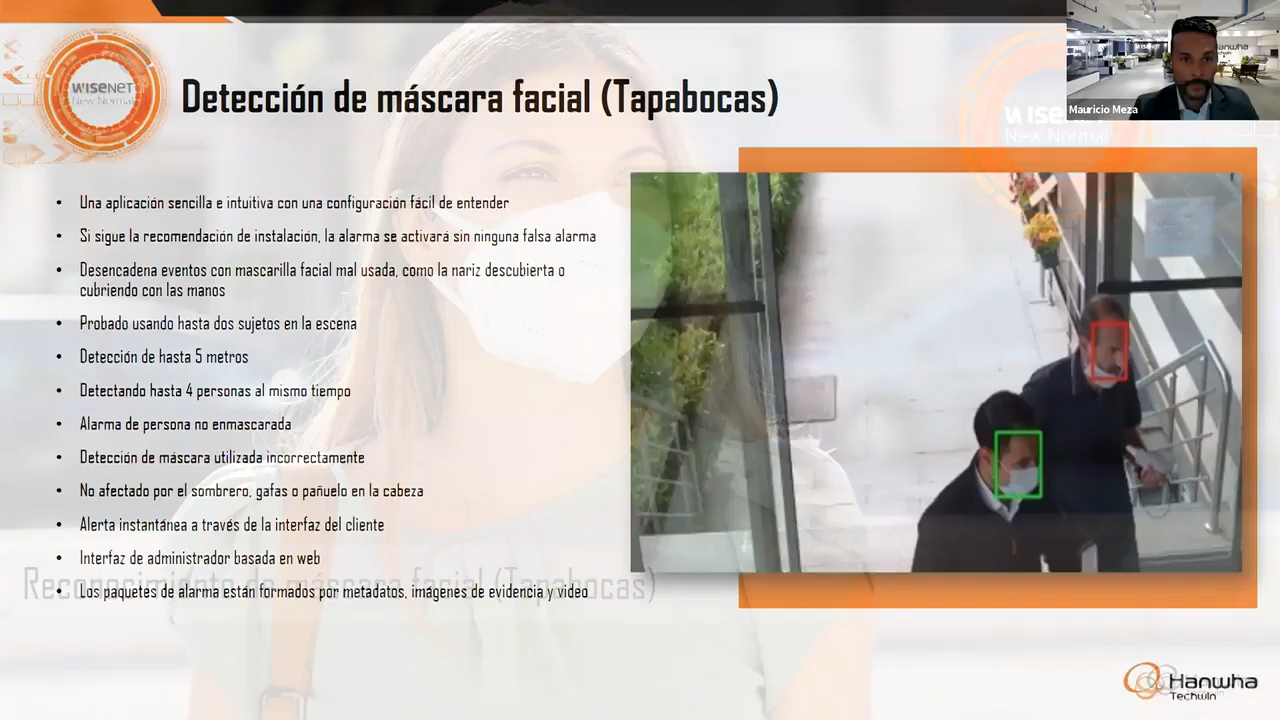 WISENET
New Normal
Detección de máscara facial (Tapabocas)
Hanwha
Mauricio Meza
WISE
New Normal
• Una aplicación sencilla e intuitiva con una configuración fácil de entender
• Si sigue la recomendación de instalación, la alarma se activará sin ninguna falsa alarma
• Desencadena eventos con mascarilla facial mal usada, como la nariz descubierta o
cubriendo con las manos
• Probado usando hasta dos sujetos en la escena
• Detección de hasta 5 metros
• Detectando hasta 4 personas al mismo tiempo
• Alarma de persona no enmascarada
• Detección de máscara utilizada incorrectamente
• No afectado por el sombrero, gafas o pañuelo en la cabeza
• Alerta instantánea a través de la interfaz del cliente
• Interfaz de administrador basada en web
Reconocimiento de máscara facial (Tapabocas)
• Los paquetes de alarma están formados por metadatos, imágenes de evidencia y video
Hanwha
Techwin